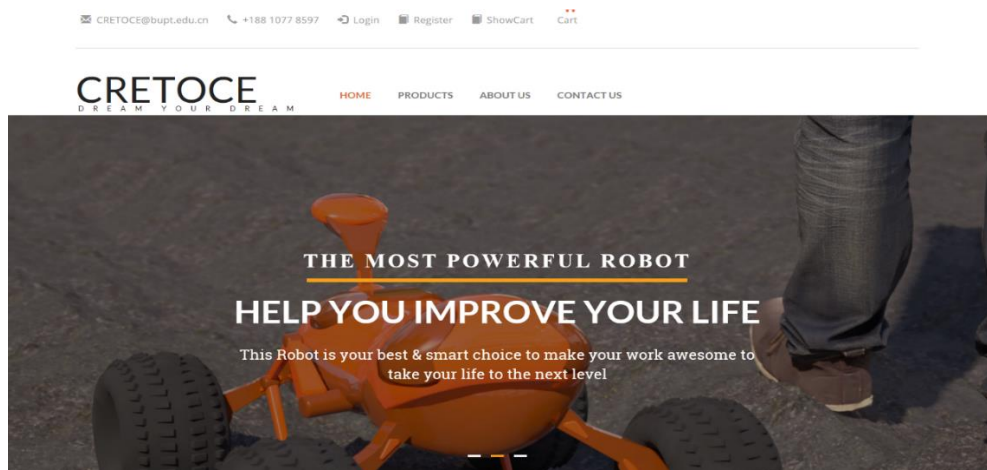 CRETOCE@bupt.edu.cn +188 1077 8597 Login Register ShowCart Cart
CRETOCE
DREAM YOUR DREAM
HOME PRODUCTS ABOUT US CONTACT US
THE MOST POWERFUL ROBOT
HELP YOU IMPROVE YOUR LIFE
This Robot is your best & smart choice to make your work awesome to
take your life to the next level